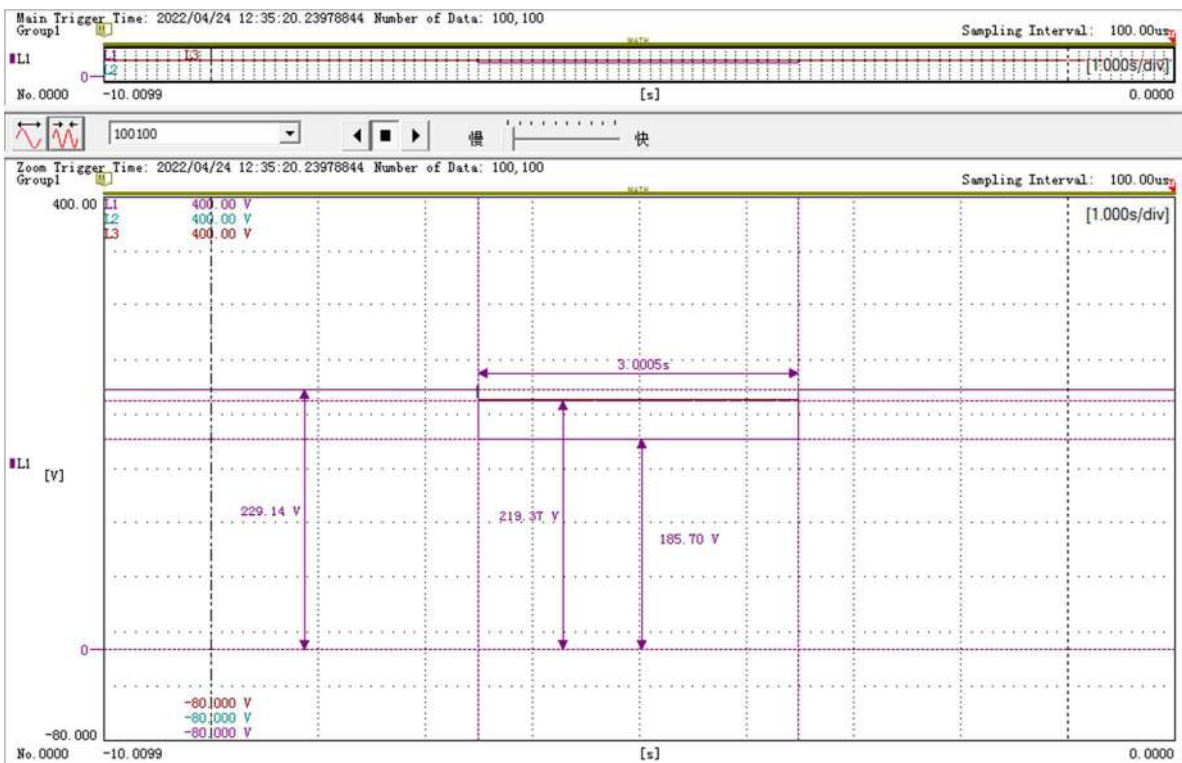 Main Trigger Time: 2022/04/24 12:35:20.23978844 Number of Data: 100,100
Group1
Sampling Interval: 100.00us
MATH
L1
L1 L3
L2
0
[1.000s/div]
No.0000 -10.0099 [s] 0.0000
100100
慢 快
Zoom Trigger Time: 2022/04/24 12:35:20.23978844 Number of Data: 100,100
Group1
Sampling Interval: 100.00us
MATH
400.00 L1 400.00 V
L2 400.00 V
L3 400.00 V
[1.000s/div]
3.0005s
L1
[V]
229.14 V
219.37 V
185.70 V
0
-80.000 V
-80.000 V
-80.000 V
-80.000
No.0000 -10.0099 [s] 0.0000